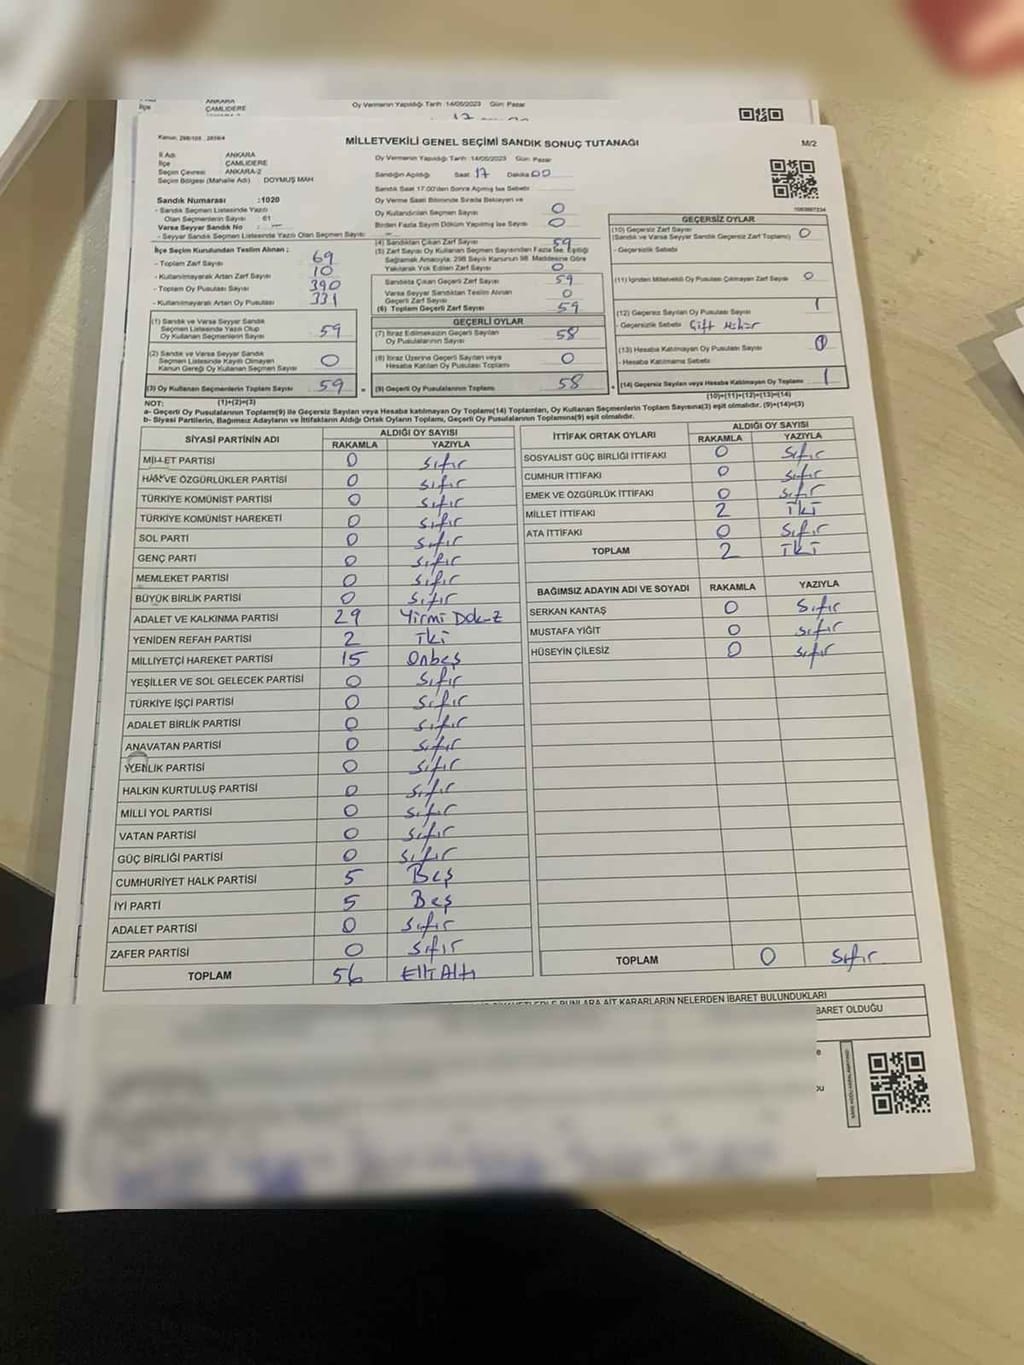 ANKARA
İlçe ÇAMLIDERE
Oy Vermenin Yapıldığı Tarih :14/05/2023 Gün: Pazar
MİLLETVEKİLİ GENEL SEÇİMİ SANDIK SONUÇ TUTANAĞI
M/2
İl Adı ANKARA
İlçe ÇAMLIDERE
Seçim Çevresi ANKARA-2
Seçim Bölgesi (Mahalle Adı) DOYMUŞ MAH
Oy Vermenin Yapıldığı Tarih :14/05/2023 Gün: Pazar
Sandığın Açıldığı Saat 17 Dakika 00
Sandık Saat 17.00'den Sonra Açılmış İse Sebebi
Sandık Numarası :1020
- Sandık Seçmen Listesinde Yazılı
Olan Seçmenlerin Sayısı 61
Varsa Seyyar Sandık No : —
- Seyyar Sandık Seçmen Listesinde Yazılı Olan Seçmen Sayısı
Oy Verme Saati Bitiminde Sırada Bekleyen ve
Oy Kullandırılan Seçmen Sayısı 0
Birden Fazla Sayım Döküm Yapılmış İse Sayısı 0
İlçe Seçim Kurulundan Teslim Alınan ;
- Toplam Zarf Sayısı 69
- Kullanılmayarak Artan Zarf Sayısı 10
- Toplam Oy Pusulası Sayısı 390
- Kullanılmayarak Artan Oy Pusulası 331
(4) Sandıktan Çıkan Zarf Sayısı 59
(5) Zarf Sayısı Oy Kullanan Seçmen Sayısından Fazla İse, Eşitliği
Sağlamak Amacıyla, 298 Sayılı Kanunun 98. Maddesine Göre
Yakılarak Yok Edilen Zarf Sayısı 0
Sandıkta Çıkan Geçerli Zarf Sayısı 59
Varsa Seyyar Sandıktan Teslim Alınan
Geçerli Zarf Sayısı 0
(6) Toplam Geçerli Zarf Sayısı 59
GEÇERSİZ OYLAR
(10) Geçersiz Zarf Sayısı
(Sandık ve Varsa Seyyar Sandık Geçersiz Zarf Toplamı) 0
- Geçersizlik Sebebi
(11) İçinden Milletvekili Oy Pusulası Çıkmayan Zarf Sayısı 0
(12) Geçersiz Sayılan Oy Pusulası Sayısı 1
- Geçersizlik Sebebi Çift Mühür
(13) Hesaba Katılmayan Oy Pusulası Sayısı
- Hesaba Katılmama Sebebi
(14) Geçersiz Sayılan veya Hesaba Katılmayan Oy Toplamı 1
(10)+(11)+(12)+(13)=(14)
(1) Sandık ve Varsa Seyyar Sandık
Seçmen Listesinde Yazılı Olup
Oy Kullanan Seçmenlerin Sayısı 59
(2) Sandık ve Varsa Seyyar Sandık
Seçmen Listesinde Kayıtlı Olmayan
Kanun Gereği Oy Kullanan Seçmen Sayısı 0
(3) Oy Kullanan Seçmenlerin Toplam Sayısı 59
(1)+(2)=(3)
GEÇERLİ OYLAR
(7) İtiraz Edilmeksizin Geçerli Sayılan
Oy Pusulalarının Sayısı 58
(8) İtiraz Üzerine Geçerli Sayılan veya
Hesaba Katılan Oy Pusulaları Toplamı 0
(9) Geçerli Oy Pusulalarının Toplamı 58
NOT:
a- Geçerli Oy Pusulaları Toplamı(9) ile Geçersiz Sayılan veya Hesaba katılmayan Oy Toplamı(14) Toplamları, Oy Kullanan Seçmenlerin Toplam Sayısına(3) eşit olmalıdır. (9)+(14)=(3)
b- Siyasi Partilerin, Bağımsız Adayların ve İttifakların Aldığı Ortak Oyların Toplamı, Geçerli Oy Pusulalarının Toplamına(9) eşit olmalıdır.
SİYASİ PARTİNİN ADI ALDIĞI OY SAYISI
RAKAMLA YAZIYLA
MİLLET PARTİSİ 0 Sıfır
HAK VE ÖZGÜRLÜKLER PARTİSİ 0 Sıfır
TÜRKİYE KOMÜNİST PARTİSİ 0 Sıfır
TÜRKİYE KOMÜNİST HAREKETİ 0 Sıfır
SOL PARTİ 0 Sıfır
GENÇ PARTİ 0 Sıfır
MEMLEKET PARTİSİ 0 Sıfır
BÜYÜK BİRLİK PARTİSİ 0 Sıfır
ADALET VE KALKINMA PARTİSİ 29 Yirmi Dokuz
YENİDEN REFAH PARTİSİ 2 İki
MİLLİYETÇİ HAREKET PARTİSİ 15 Onbeş
YEŞİLLER VE SOL GELECEK PARTİSİ 0 Sıfır
TÜRKİYE İŞÇİ PARTİSİ 0 Sıfır
ADALET BİRLİK PARTİSİ 0 Sıfır
ANAVATAN PARTİSİ 0 Sıfır
YENİLİK PARTİSİ 0 Sıfır
HALKIN KURTULUŞ PARTİSİ 0 Sıfır
MİLLİ YOL PARTİSİ 0 Sıfır
VATAN PARTİSİ 0 Sıfır
GÜÇ BİRLİĞİ PARTİSİ 0 Sıfır
CUMHURİYET HALK PARTİSİ 5 Beş
İYİ PARTİ 5 Beş
ADALET PARTİSİ 0 Sıfır
ZAFER PARTİSİ 0 Sıfır
TOPLAM 56 Elli Altı
İTTİFAK ORTAK OYLARI ALDIĞI OY SAYISI
RAKAMLA YAZIYLA
SOSYALIST GÜÇ BİRLİĞİ İTTİFAKI 0 Sıfır
CUMHUR İTTİFAKI 0 Sıfır
EMEK VE ÖZGÜRLÜK İTTİFAKI 0 Sıfır
MİLLET İTTİFAKI 2 İki
ATA İTTİFAKI 0 Sıfır
TOPLAM 2 İki
BAĞIMSIZ ADAYIN ADI VE SOYADI RAKAMLA YAZIYLA
SERKAN KANTAŞ 0 Sıfır
MUSTAFA YİĞİT 0 Sıfır
HÜSEYİN ÇİLESİZ 0 Sıfır
TOPLAM 0 Sıfır
BUNLARA AİT KARARLARIN NELERDEN İBARET BULUNDUKLARI
BARET OLDUĞU